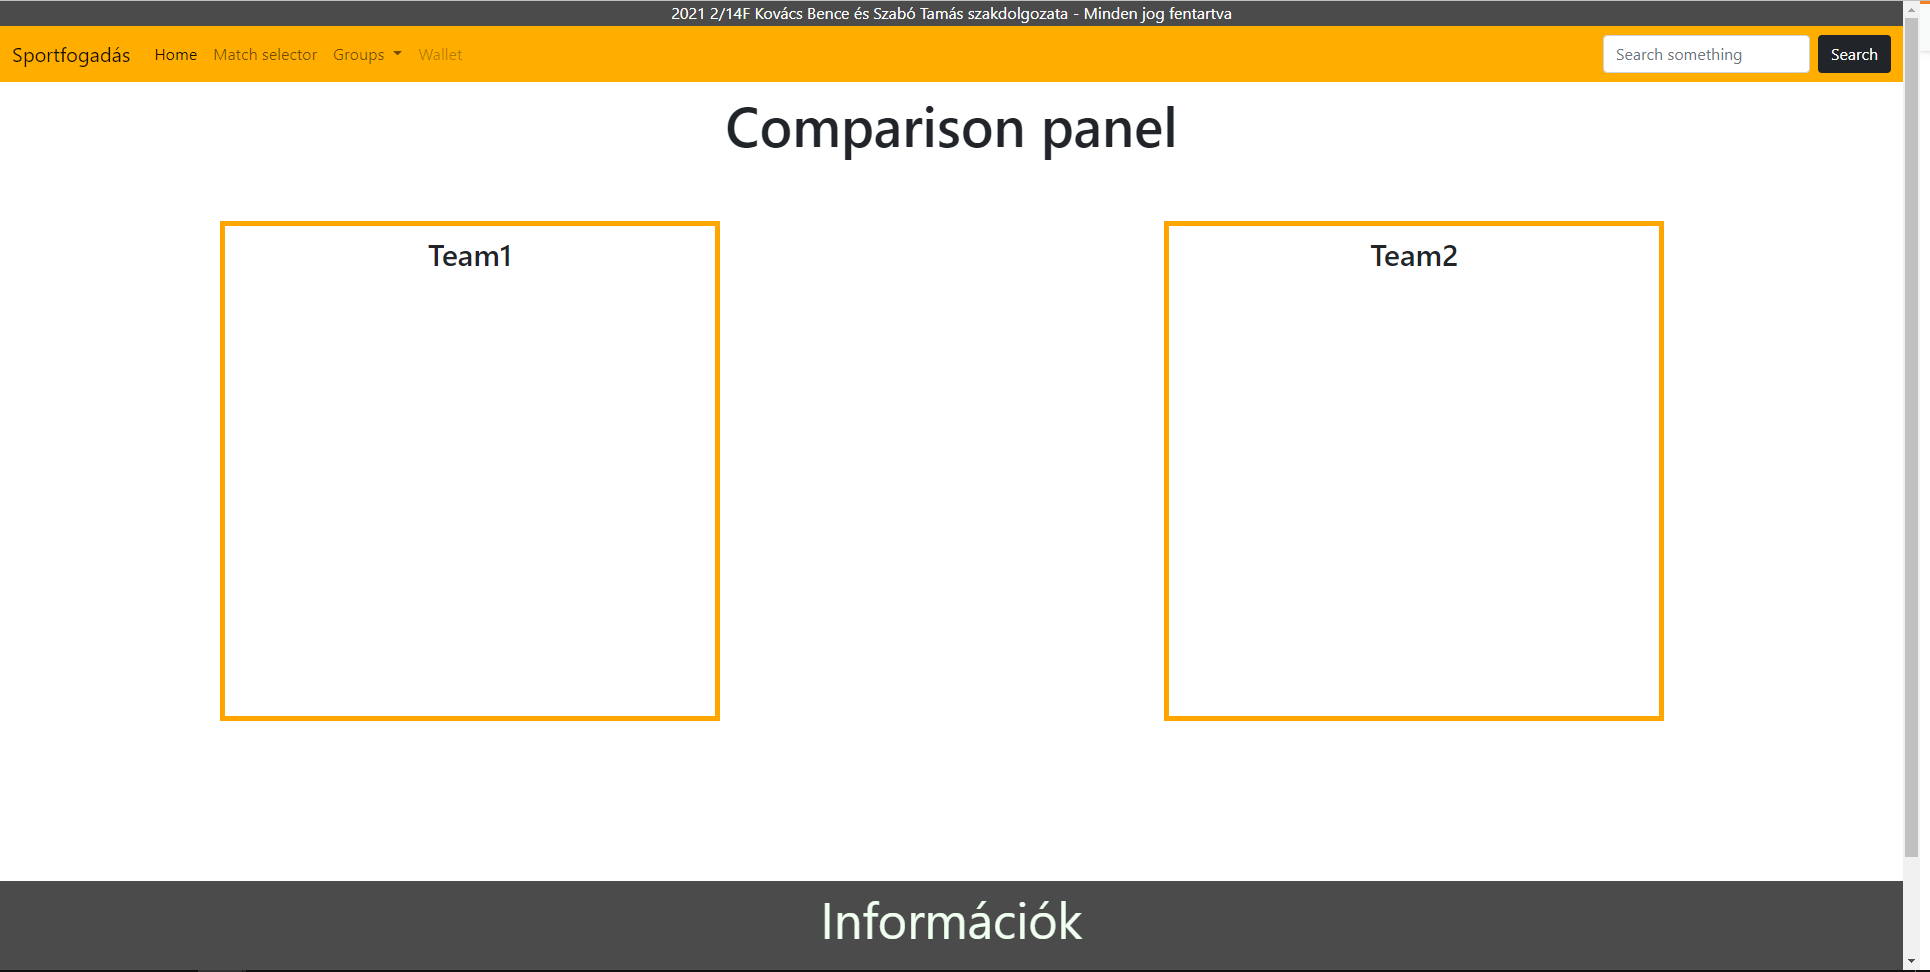 2021 2/14F Kovács Bence és Szabó Tamás szakdolgozata - Minden jog fentartva
Sportfogadás Home Match selector Groups Wallet Search something Search
Comparison panel
Team1 Team2
Információk